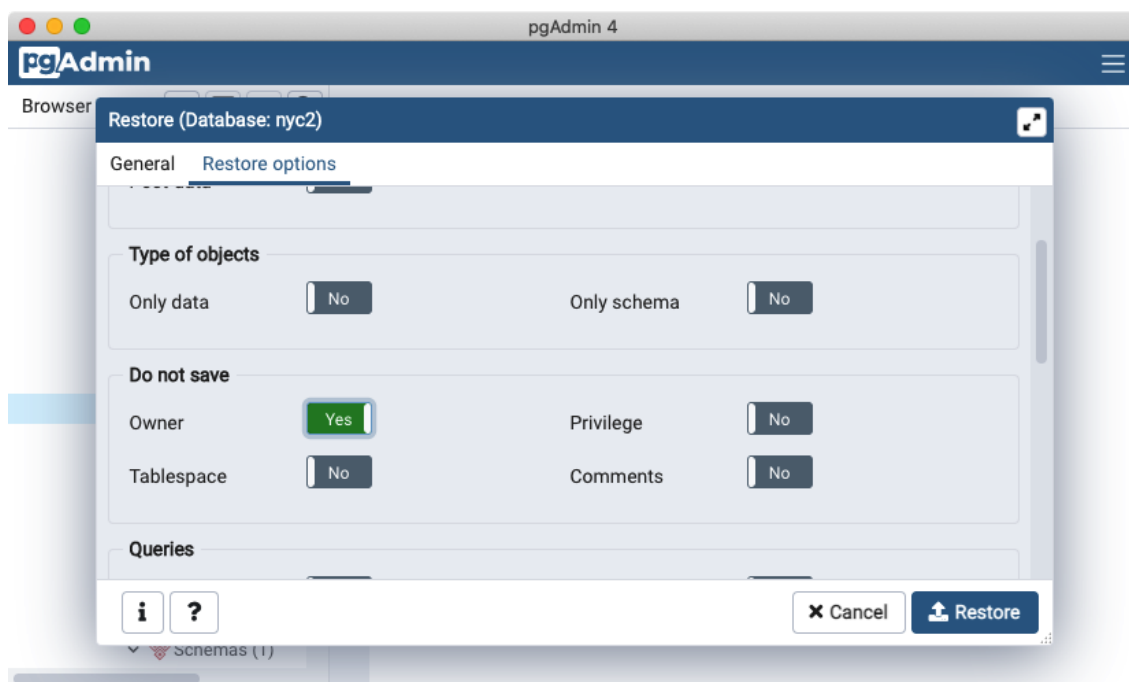 pgAdmin 4
pgAdmin
Browser
Restore (Database: nyc2)
General Restore options
Type of objects
Only data No Only schema No
Do not save
Owner Yes Privilege No
Tablespace No Comments No
Queries
i ? Cancel Restore
Schemas (1)